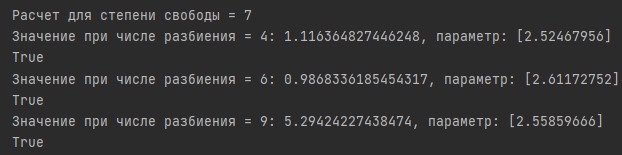 Расчет для степени свободы = 7
Значение при числе разбиения = 4: 1.116364827446248, параметр: [2.52467956]
True
Значение при числе разбиения = 6: 0.9868336185454317, параметр: [2.61172752]
True
Значение при числе разбиения = 9: 5.29424227438474, параметр: [2.55859666]
True